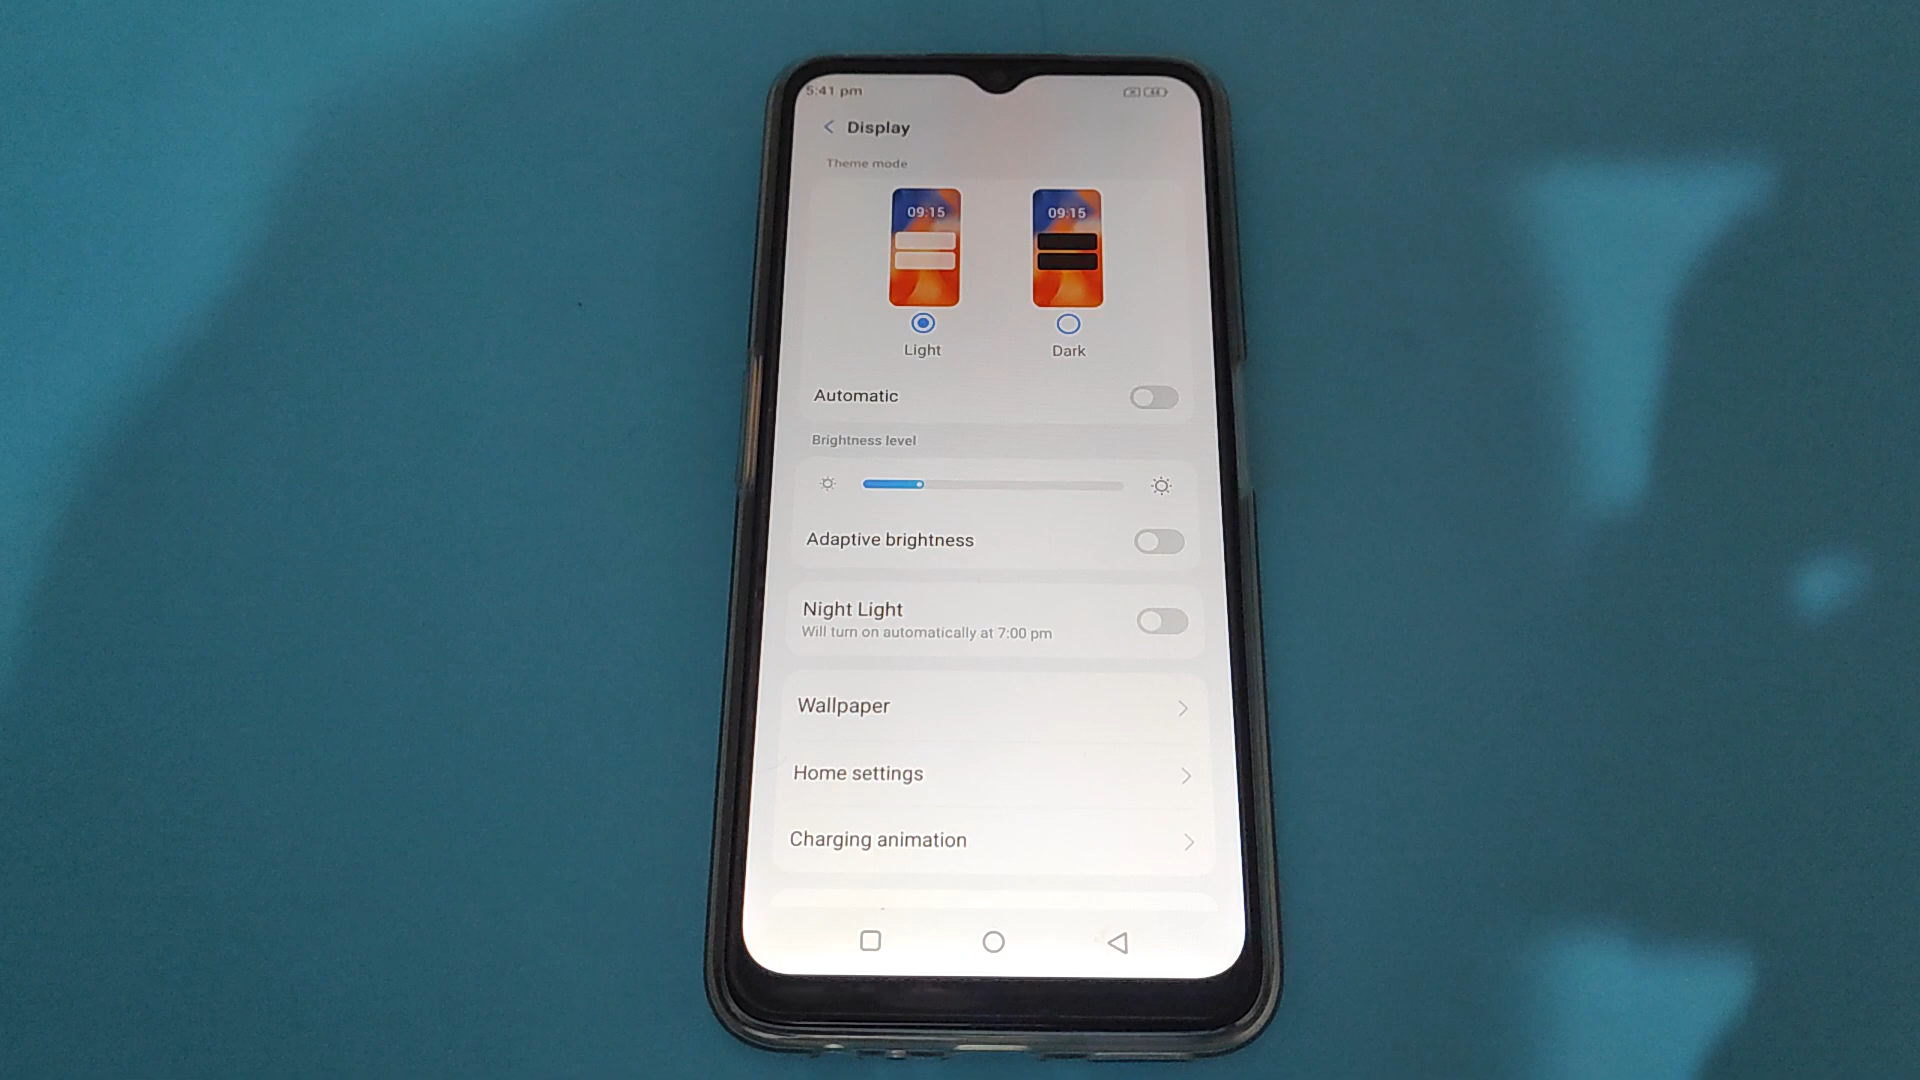 5:41 pm
Display
Theme mode
09:15 09:15
Light Dark
Automatic
Brightness level
Adaptive brightness
Night Light
Will turn on automatically at 7:00 pm
Wallpaper
Home settings
Charging animation